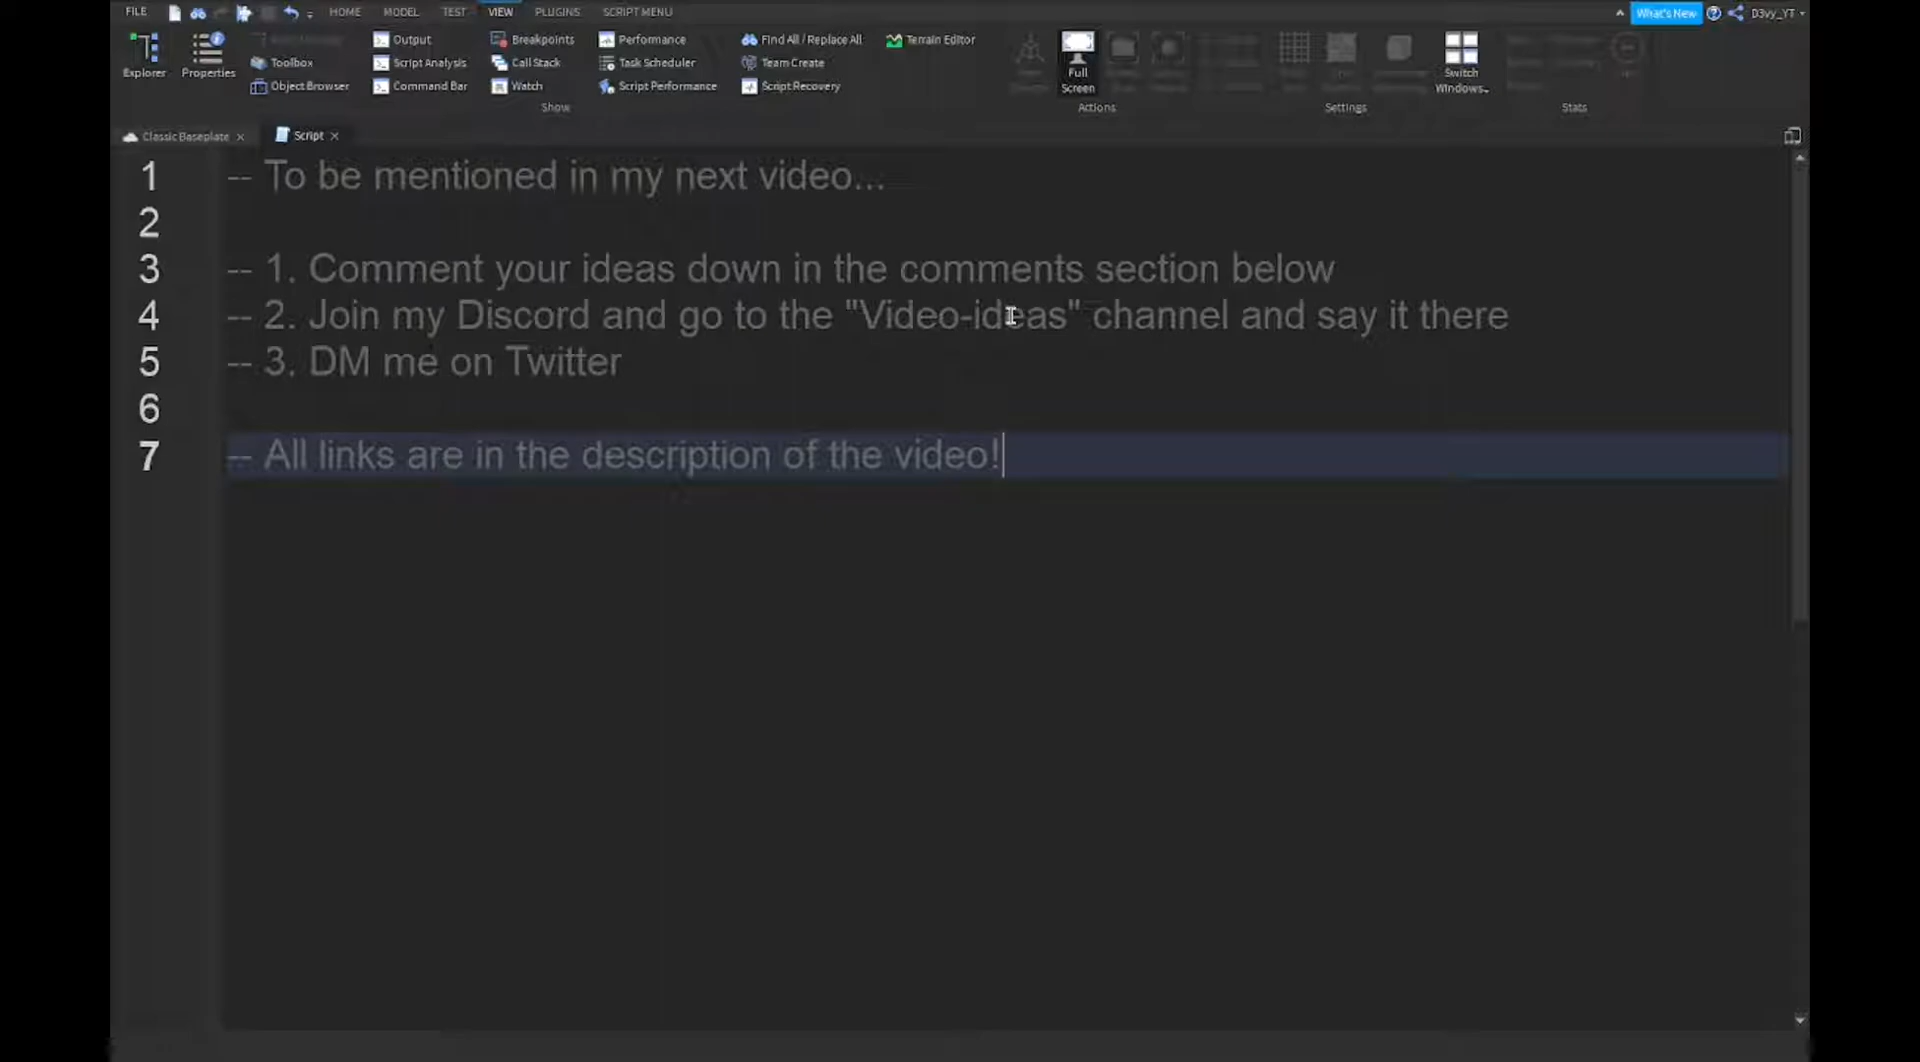 FILE HOME MODEL TEST VIEW PLUGINS SCRIPT MENU What's New D3vy_YT
Explorer
Properties
Toolbox
Object Browser
Output
Script Analysis
Command Bar
Breakpoints
Call Stack
Watch
Performance
Task Scheduler
Script Performance
Find All / Replace All
Team Create
Script Recovery
Terrain Editor
Show
Full
Screen
Actions
Settings
Switch
Windows
Stats
Classic Baseplate
Script
1 -- To be mentioned in my next video...
2
3 -- 1. Comment your ideas down in the comments section below
4 -- 2. Join my Discord and go to the "Video-ideas" channel and say it there
5 -- 3. DM me on Twitter
6
7 -- All links are in the description of the video!